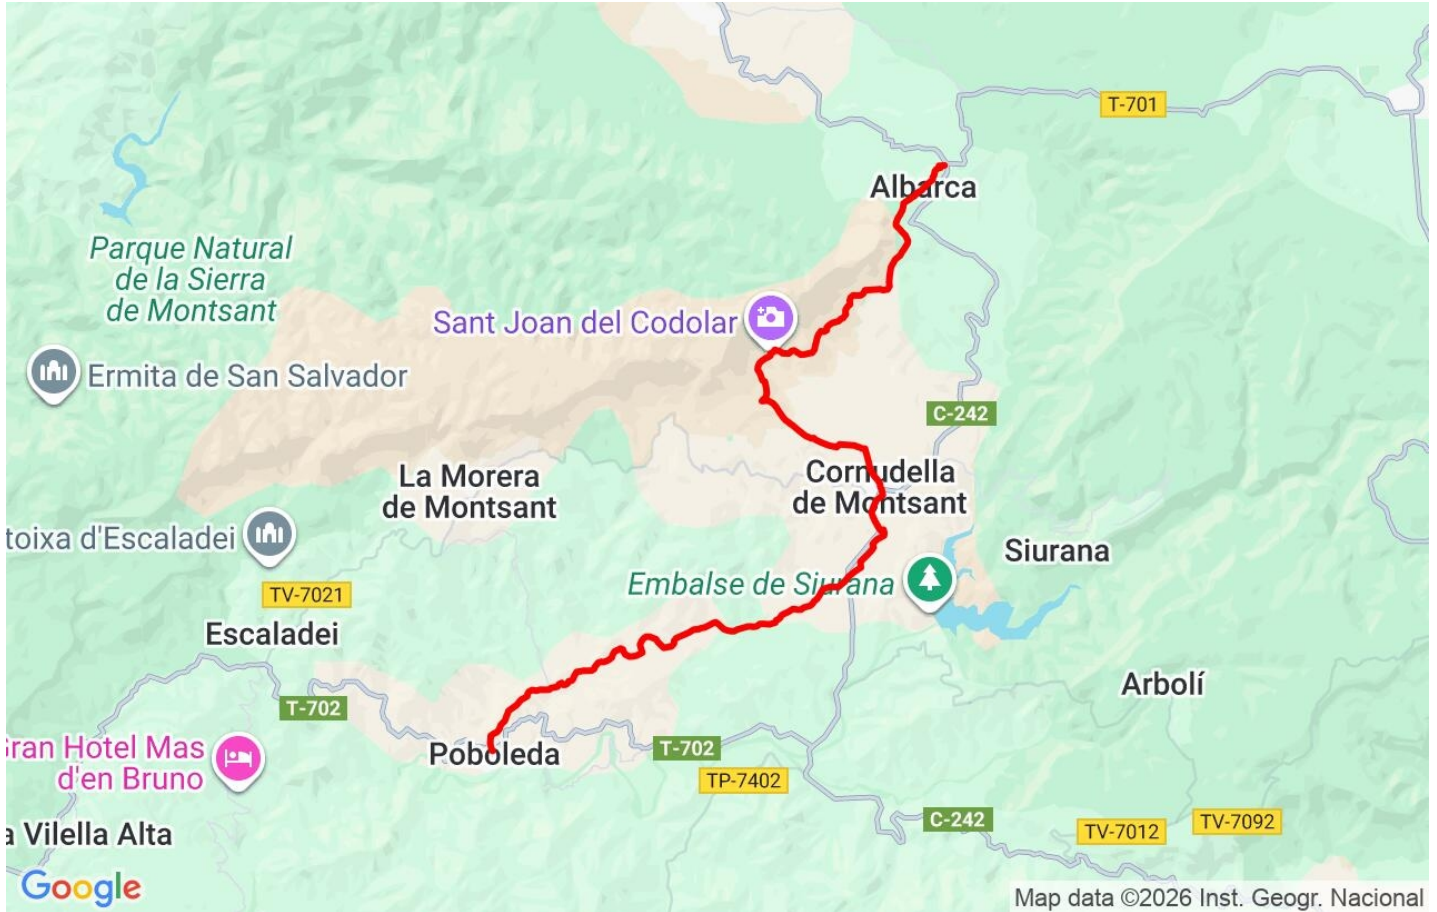 T-701
Albarca
Parque Natural
de la Sierra
de Montsant
Sant Joan del Codolar
Ermita de San Salvador
C-242
La Morera
de Montsant
Cornudella
de Montsant
toixa d'Escaladei
Siurana
Embalse de Siurana
TV-7021
Escaladei
Arbolí
T-702
Gran Hotel Mas
d'en Bruno
Poboleda
T-702
TP-7402
a Vilella Alta
C-242
TV-7012
TV-7092
Google
Map data ©2026 Inst. Geogr. Nacional